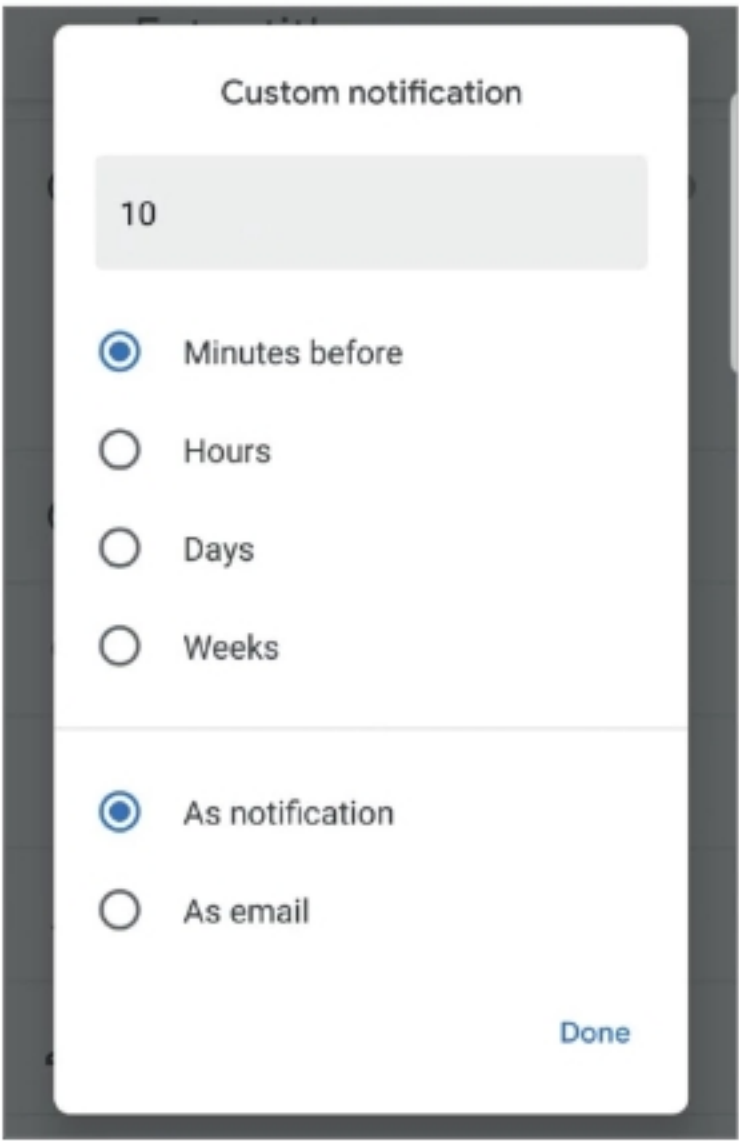 Custom notification
10
Minutes before
Hours
Days
Weeks
As notification
As email
Done